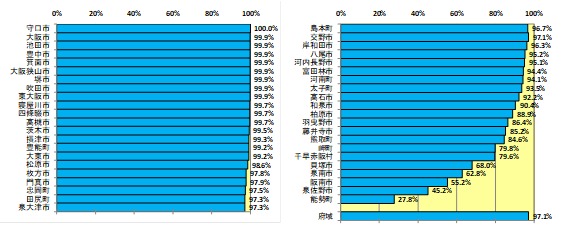 0% 20% 40% 60% 80% 100%
守口市 100.0%
大阪市 99.9%
池田市 99.9%
豊中市 99.9%
箕面市 99.9%
大阪狭山市 99.9%
堺市 99.9%
吹田市 99.9%
東大阪市 99.9%
寝屋川市 99.7%
四條畷市 99.7%
高槻市 99.7%
茨木市 99.5%
摂津市 99.3%
豊能町 99.2%
大東市 99.2%
松原市 98.6%
枚方市 97.8%
門真市 97.9%
忠岡町 97.5%
田尻町 97.3%
泉大津市 97.3%
0% 20% 40% 60% 80% 100%
島本町 96.7%
交野市 97.1%
岸和田市 96.3%
八尾市 95.2%
河内長野市 95.1%
富田林市 94.4%
河南町 94.1%
太子町 93.5%
高石市 92.2%
和泉市 90.4%
柏原市 88.9%
羽曳野市 86.4%
藤井寺市 85.2%
熊取町 84.6%
岬町 79.8%
千早赤阪村 79.6%
貝塚市 68.0%
泉南市 62.8%
阪南市 55.2%
泉佐野市 45.2%
能勢町 27.8%
府域 97.1%